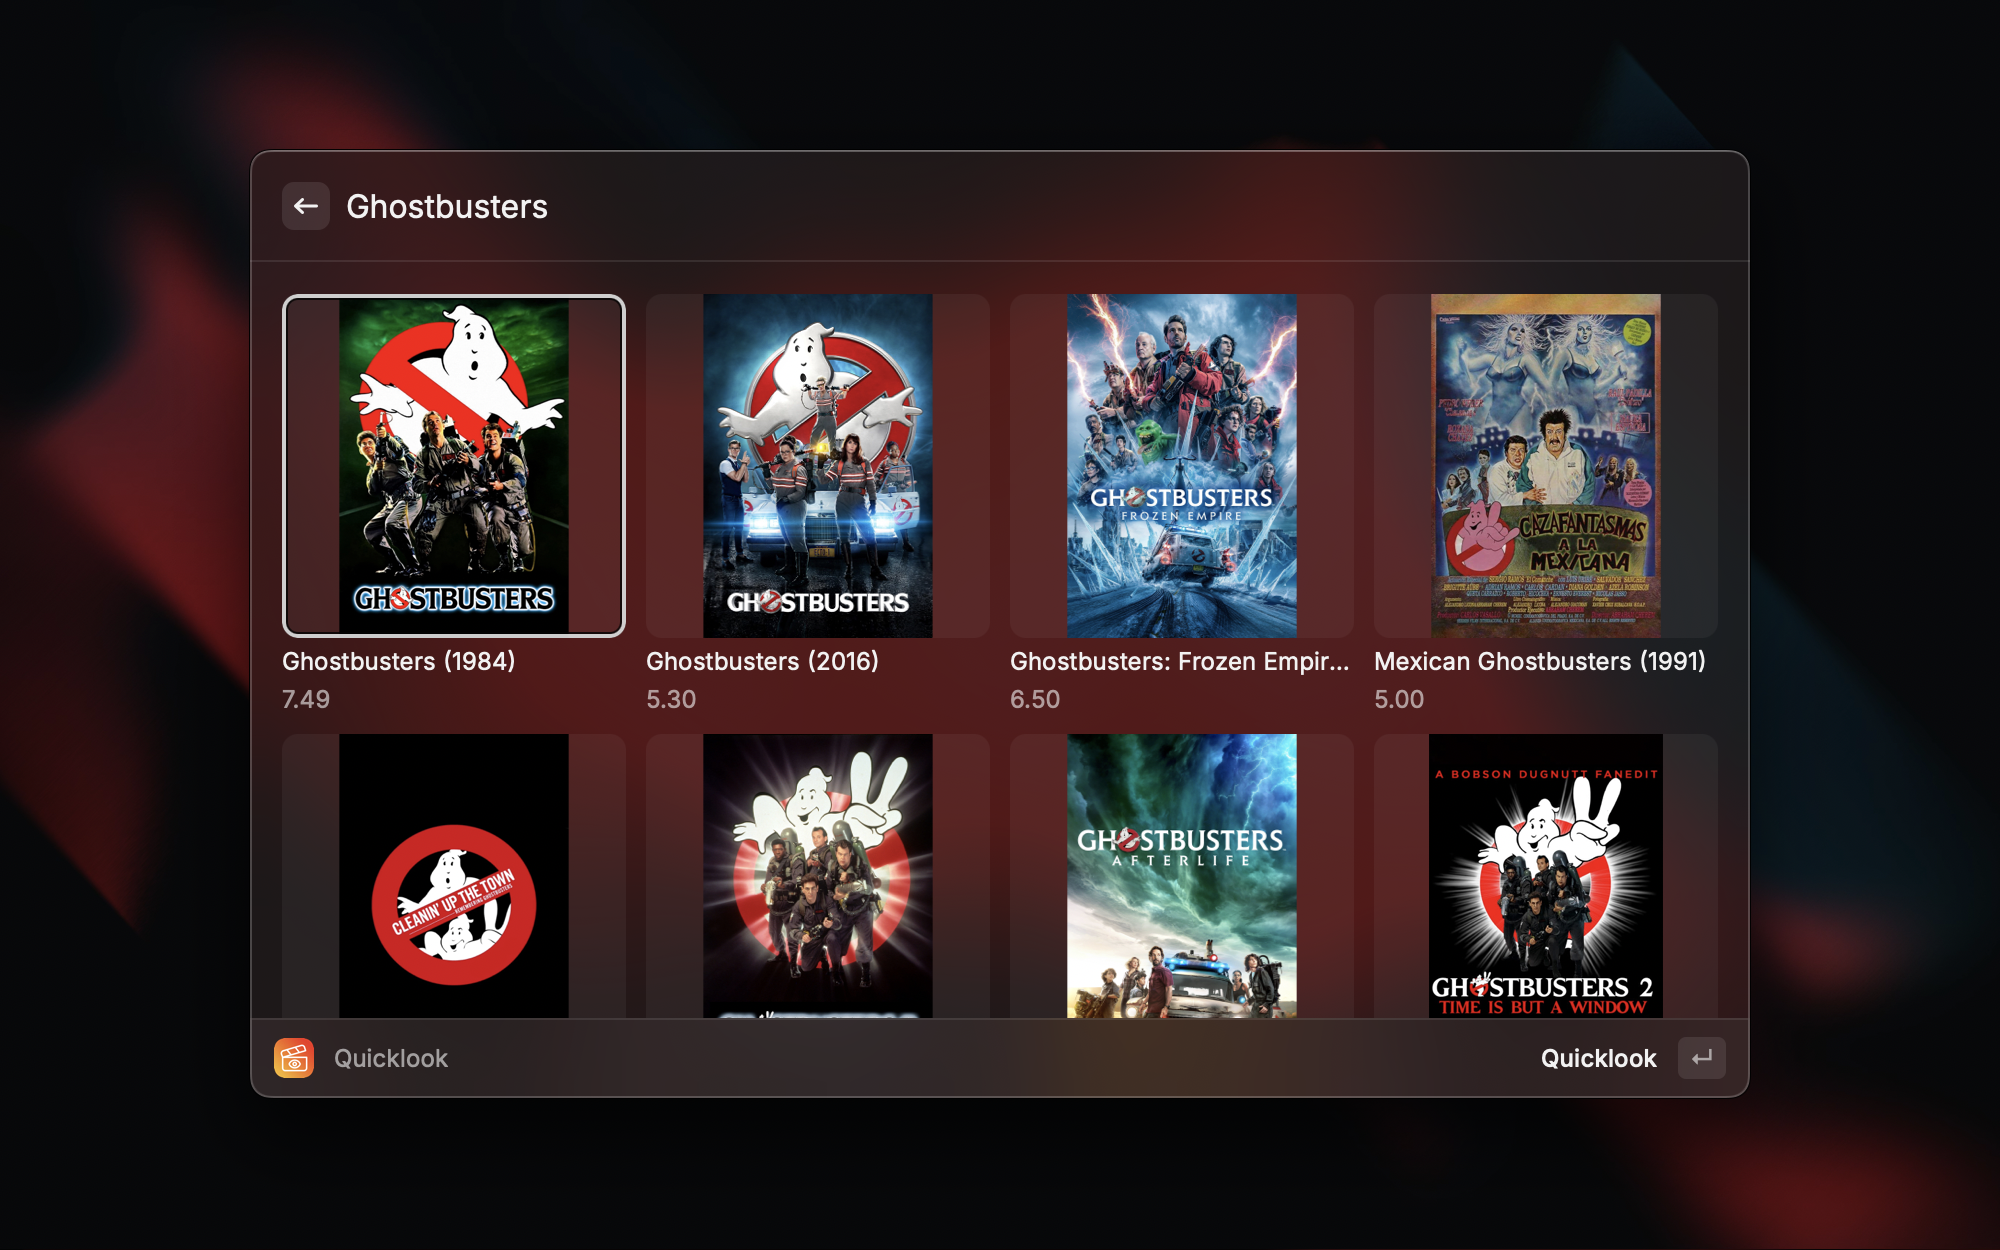 Ghostbusters
GHOSTBUSTERS
GHOSTBUSTERS
GHOSTBUSTERS
FROZEN EMPIRE
CAZAFANTASMAS
A LA
MEXICANA
Ghostbusters (1984)
Ghostbusters (2016)
Ghostbusters: Frozen Empir...
Mexican Ghostbusters (1991)
7.49
5.30
6.50
5.00
CLEANIN' UP THE TOWN
REMEMBERING GHOSTBUSTERS
GHOSTBUSTERS
AFTERLIFE
A BOBSON DUGNUTT FANEDIT
GHOSTBUSTERS 2
TIME IS BUT A WINDOW
Quicklook
Quicklook